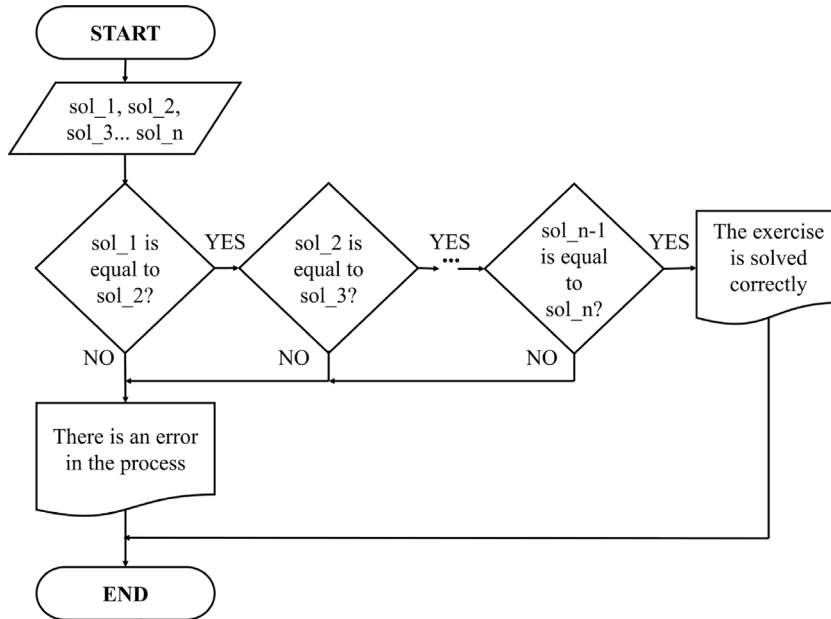 START
sol_1, sol_2,
sol_3... sol_n
sol_1 is
equal to
sol_2?
YES
sol_2 is
equal to
sol_3?
YES
...
sol_n-1
is equal
to
sol_n?
YES
The exercise
is solved
correctly
NO
NO
NO
There is an error
in the process
END